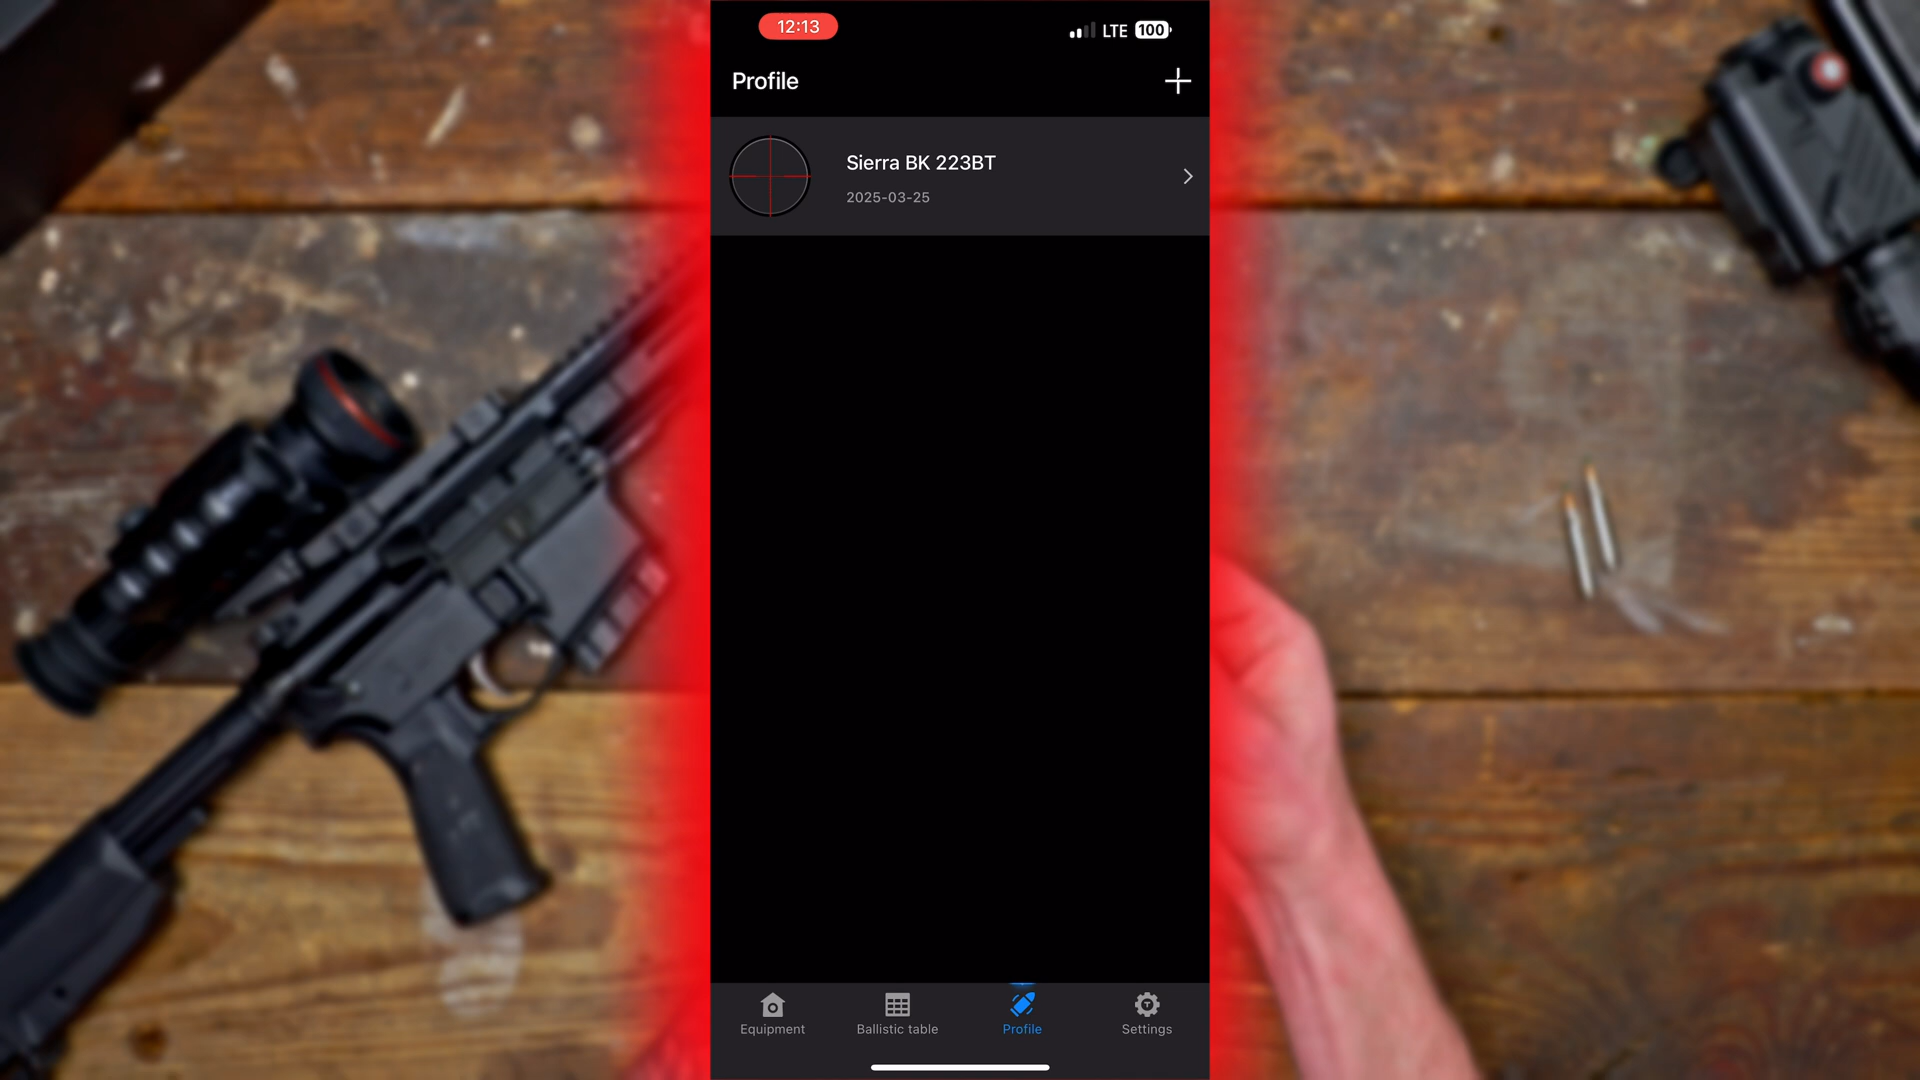 12:13
LTE 100
Profile
Sierra BK 223BT
2025-03-25
Equipment
Ballistic table
Profile
Settings